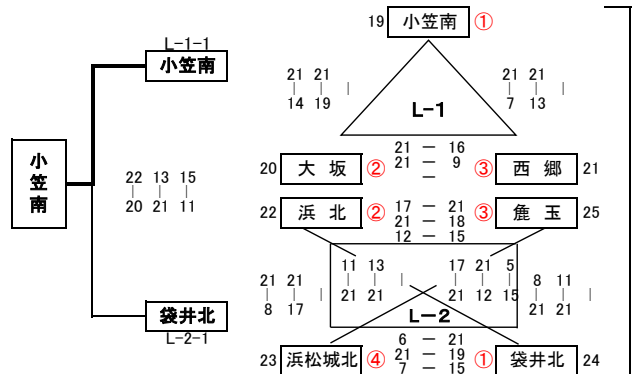 19 小笠南 ①
L-1-1
小笠南
21 21
| | |
14 19
21 21
| | |
7 13
L-1
21 － 16
21 － 9
－
20 大 坂 ②
③ 西 郷 21
小笠南
22 13 15
| | |
20 21 11
22 浜 北 ②
17 － 21
21 － 18
12 － 15
③ 麁 玉 25
21 21
| | |
8 17
11 13
| | |
21 21
17 21 5
| | |
21 12 15
8 11
| | |
21 21
L-2
袋井北
L-2-1
6 － 21
21 － 19
7 － 15
23 浜松城北 ④
① 袋井北 24